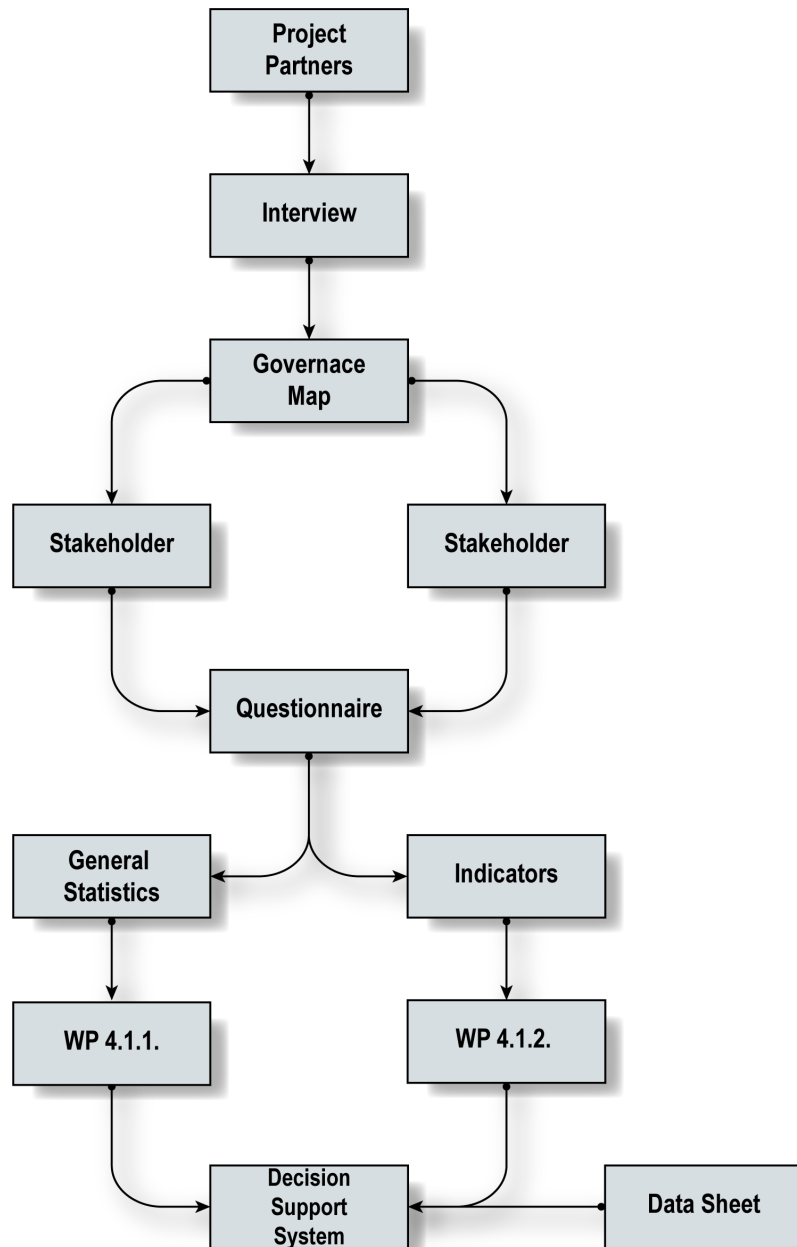 Project
Partners
Interview
Governace
Map
Stakeholder
Stakeholder
Questionnaire
General
Statistics
Indicators
WP 4.1.1.
WP 4.1.2.
Decision
Support
System
Data Sheet